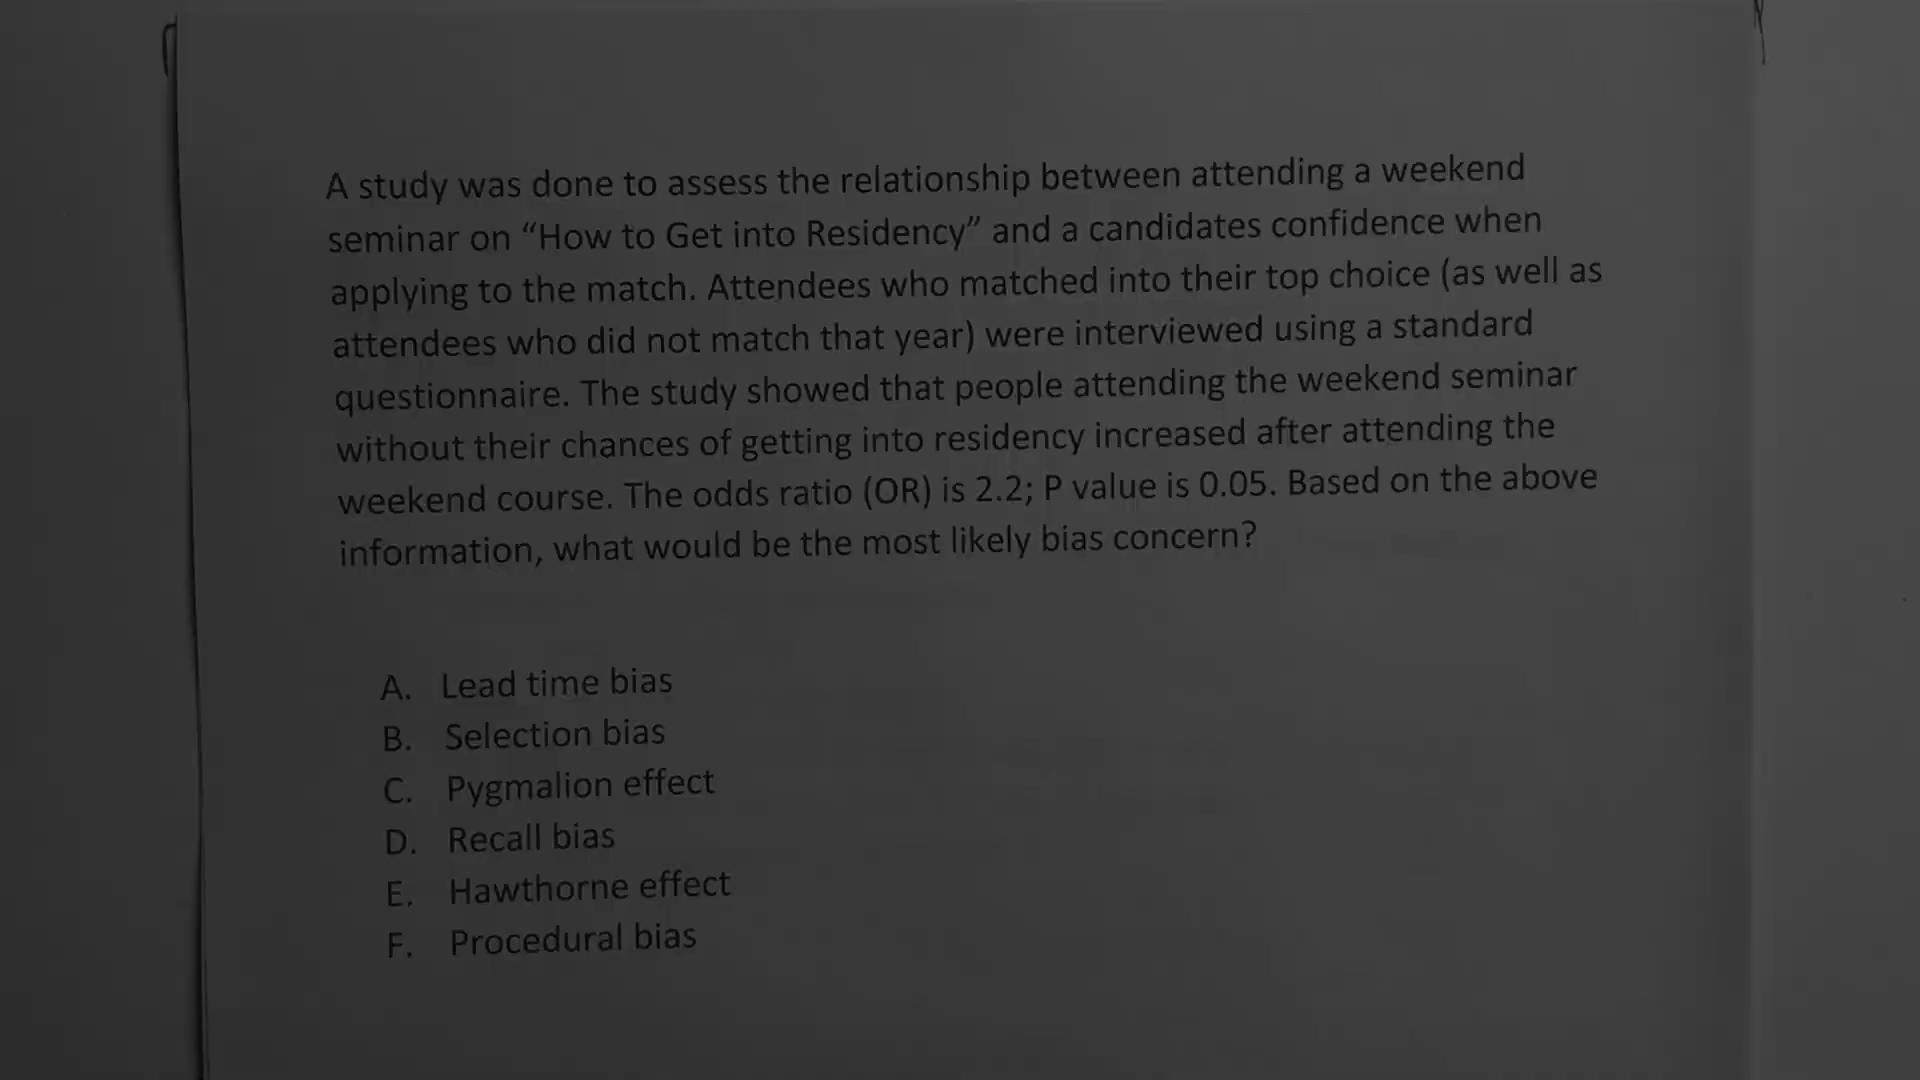 A study was done to assess the relationship between attending a weekend
seminar on “How to Get into Residency” and a candidates confidence when
applying to the match. Attendees who matched into their top choice (as well as
attendees who did not match that year) were interviewed using a standard
questionnaire. The study showed that people attending the weekend seminar
without their chances of getting into residency increased after attending the
weekend course. The odds ratio (OR) is 2.2; P value is 0.05. Based on the above
information, what would be the most likely bias concern?
A. Lead time bias
B. Selection bias
C. Pygmalion effect
D. Recall bias
E. Hawthorne effect
F. Procedural bias